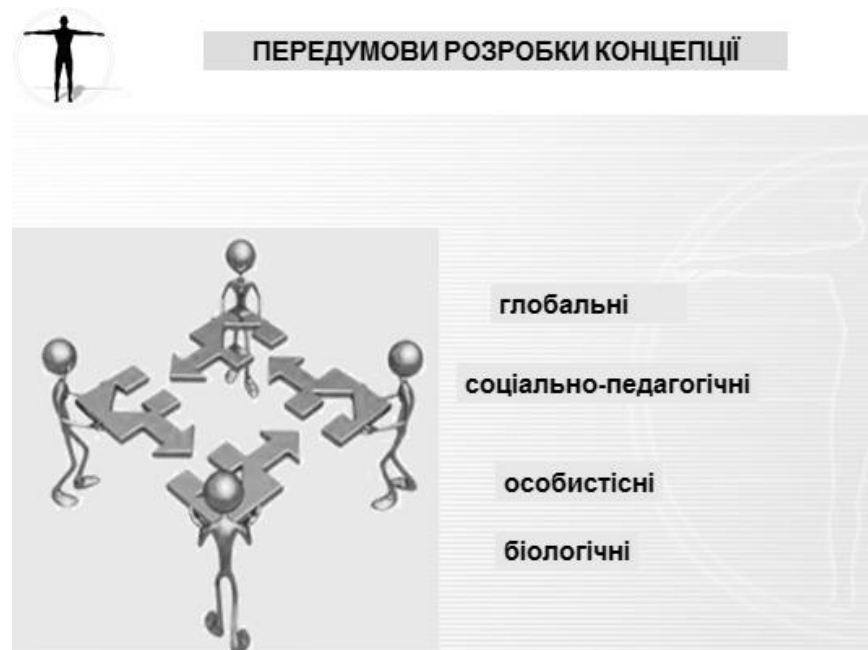 ПЕРЕДУМОВИ РОЗРОБКИ КОНЦЕПЦІЇ
глобальні
соціально-педагогічні
особистісні
біологічні